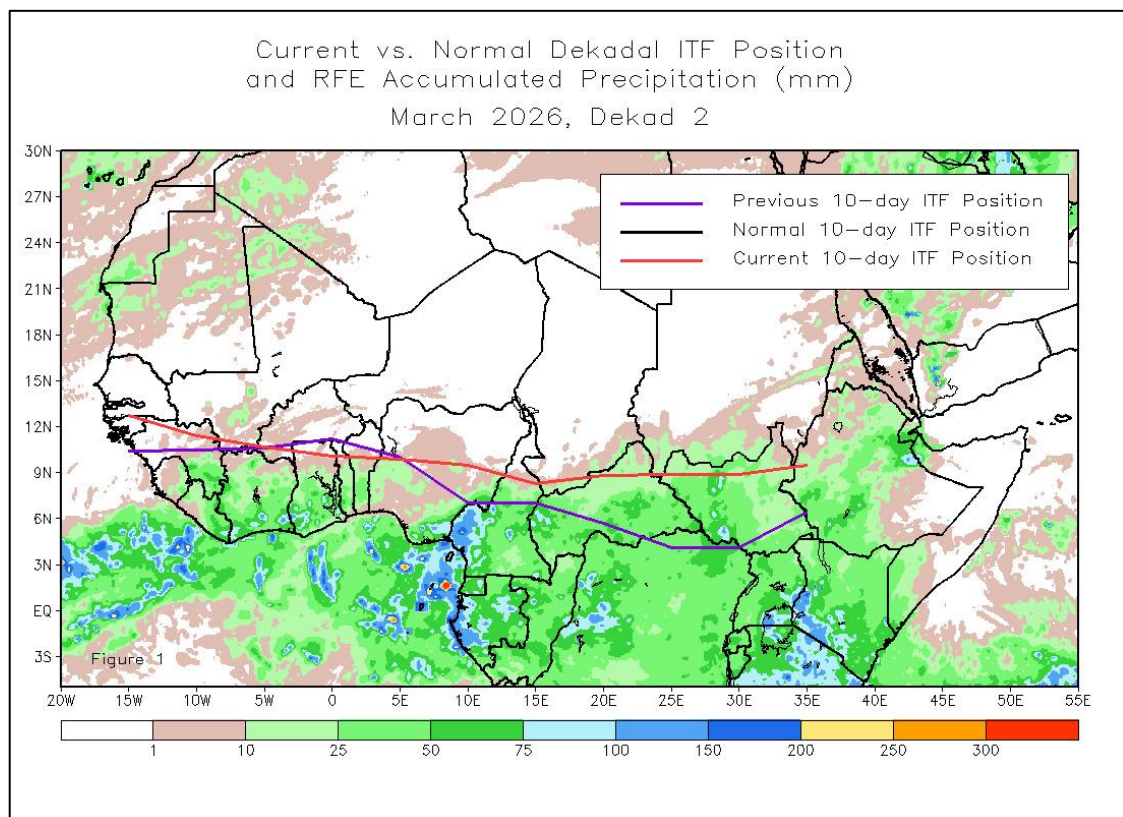 Current vs. Normal Dekadal ITF Position
and RFE Accumulated Precipitation (mm)
March 2026, Dekad 2
30N
27N
24N
21N
18N
15N
12N
9N
6N
3N
EQ
3S
Previous 10-day ITF Position
Normal 10-day ITF Position
Current 10-day ITF Position
Figure 1
20W 15W 10W 5W 0 5E 10E 15E 20E 25E 30E 35E 40E 45E 50E 55E
1 10 25 50 75 100 150 200 250 300